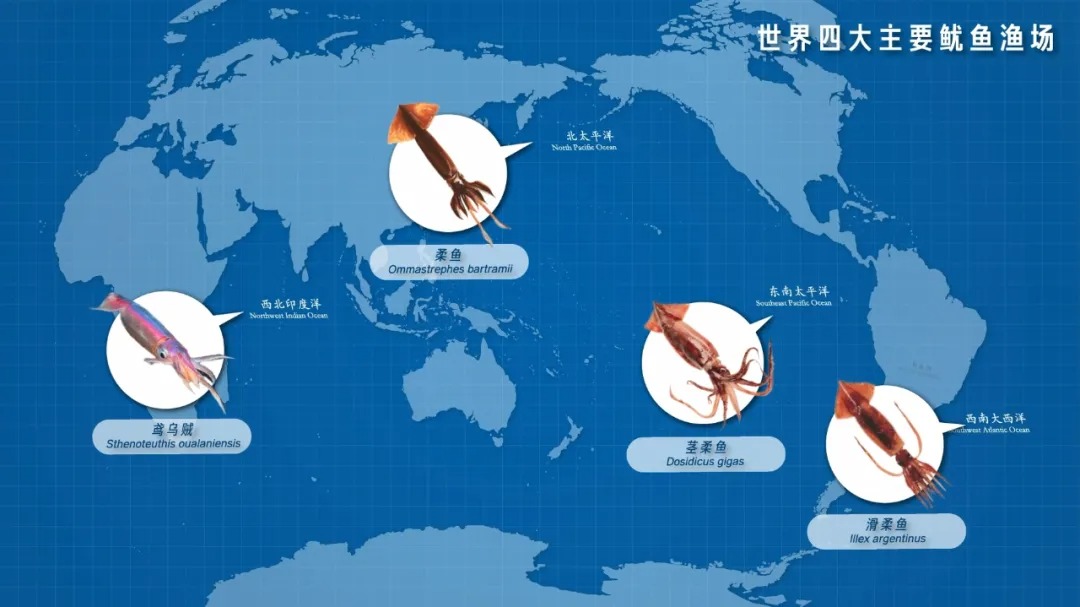 世界四大主要鱿鱼渔场
北太平洋
North Pacific Ocean
柔鱼
Ommastrephes bartramii
西北印度洋
Northwest Indian Ocean
鸢乌贼
Sthenoteuthis oualaniensis
东南太平洋
Southeast Pacific Ocean
茎柔鱼
Dosidicus gigas
西南大西洋
Atlantic Ocean
滑柔鱼
Illex argentinus